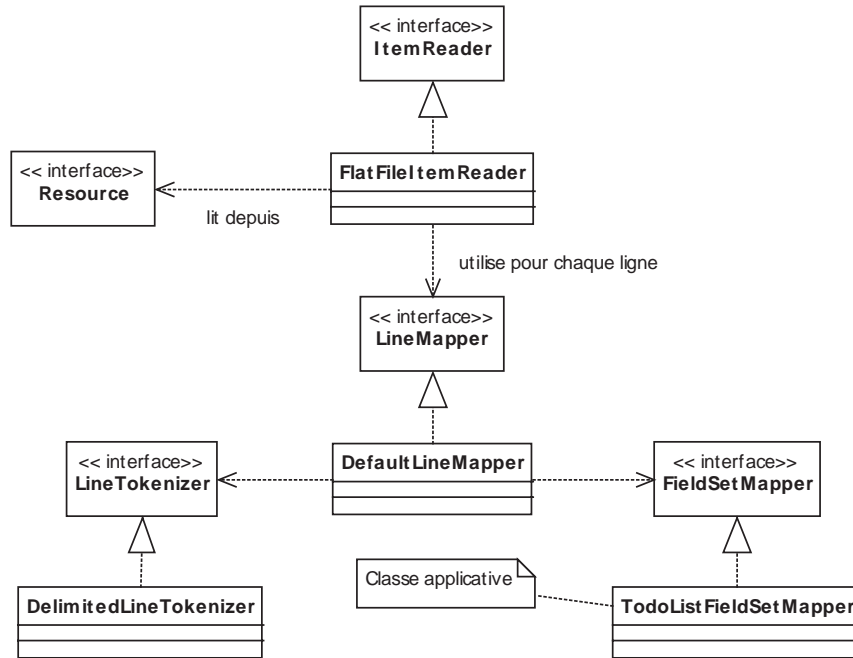 << interface>>
ItemReader
<< interface>>
Resource
FlatFileItemReader
lit depuis
utilise pour chaque ligne
<< interface>>
LineMapper
<< interface>>
LineTokenizer
DefaultLineMapper
<< interface>>
FieldSetMapper
Classe applicative
DelimitedLineTokenizer
TodoListFieldSetMapper